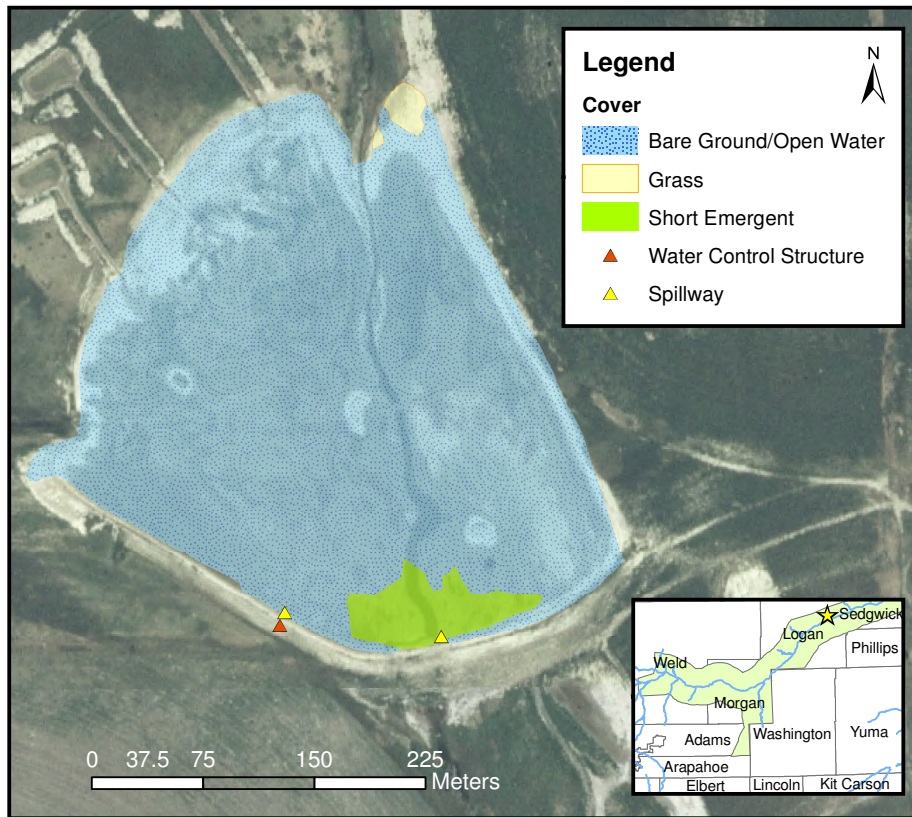 Legend
N
Cover
Bare Ground/Open Water
Grass
Short Emergent
Water Control Structure
Spillway
Sedgwick
Logan
Phillips
Weld
Morgan
Adams
Washington
Yuma
Arapahoe
Elbert
Lincoln
Kit Carson
0 37.5 75 150 225
Meters